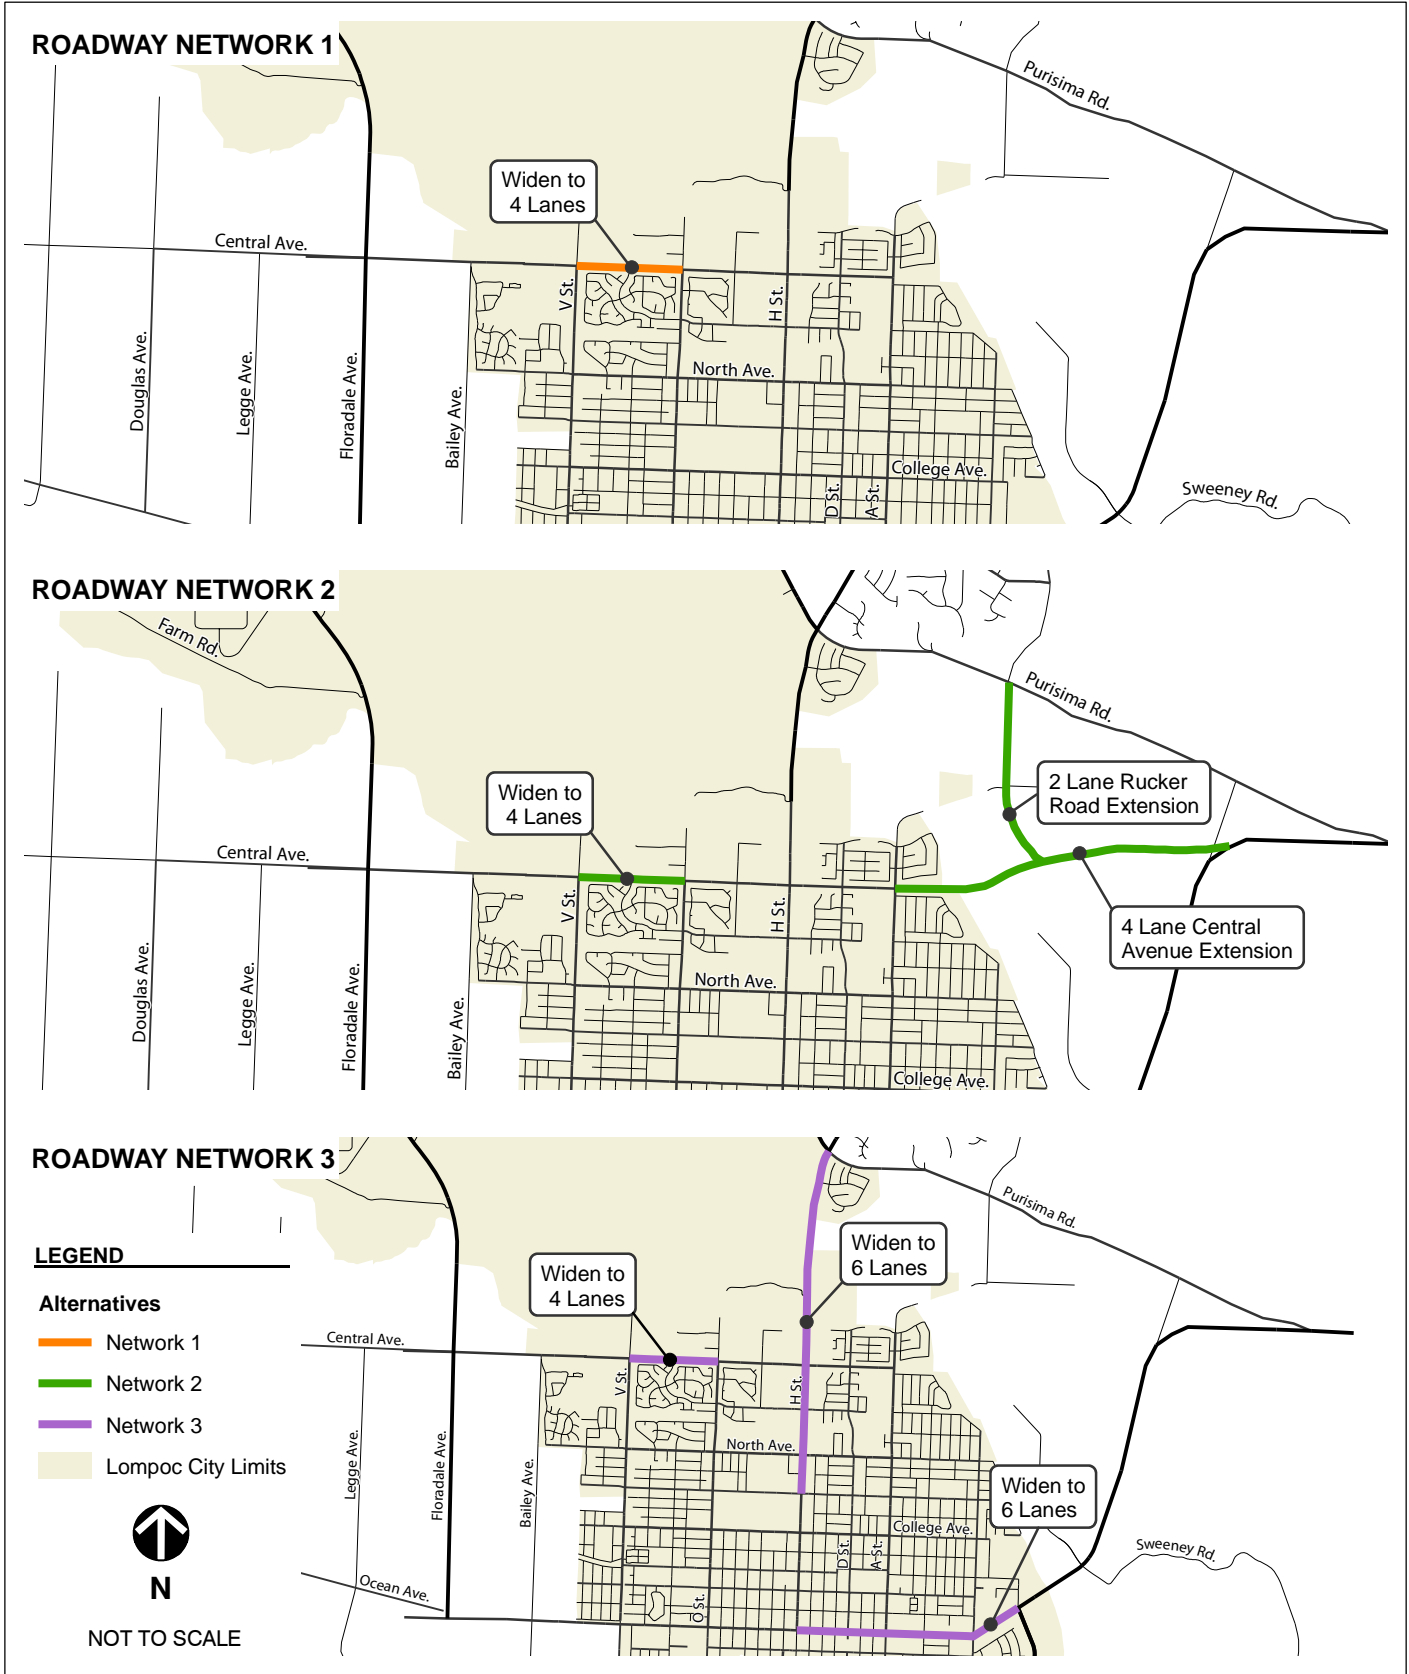 ROADWAY NETWORK 1
Purisima Rd.
Widen to
4 Lanes
Central Ave.
V St.
H St.
Douglas Ave.
Legge Ave.
Floradale Ave.
Bailey Ave.
North Ave.
College Ave.
D St.
A St.
Sweeney Rd.
ROADWAY NETWORK 2
Farm Rd.
Purisima Rd.
2 Lane Rucker
Road Extension
Widen to
4 Lanes
Central Ave.
V St.
H St.
4 Lane Central
Avenue Extension
Douglas Ave.
Legge Ave.
Floradale Ave.
Bailey Ave.
North Ave.
College Ave.
ROADWAY NETWORK 3
Purisima Rd.
Widen to
6 Lanes
Widen to
4 Lanes
Central Ave.
V St.
H St.
North Ave.
Legge Ave.
Floradale Ave.
Bailey Ave.
Widen to
6 Lanes
College Ave.
D St.
A St.
Sweeney Rd.
Ocean Ave.
O St.
LEGEND
Alternatives
Network 1
Network 2
Network 3
Lompoc City Limits
N
NOT TO SCALE